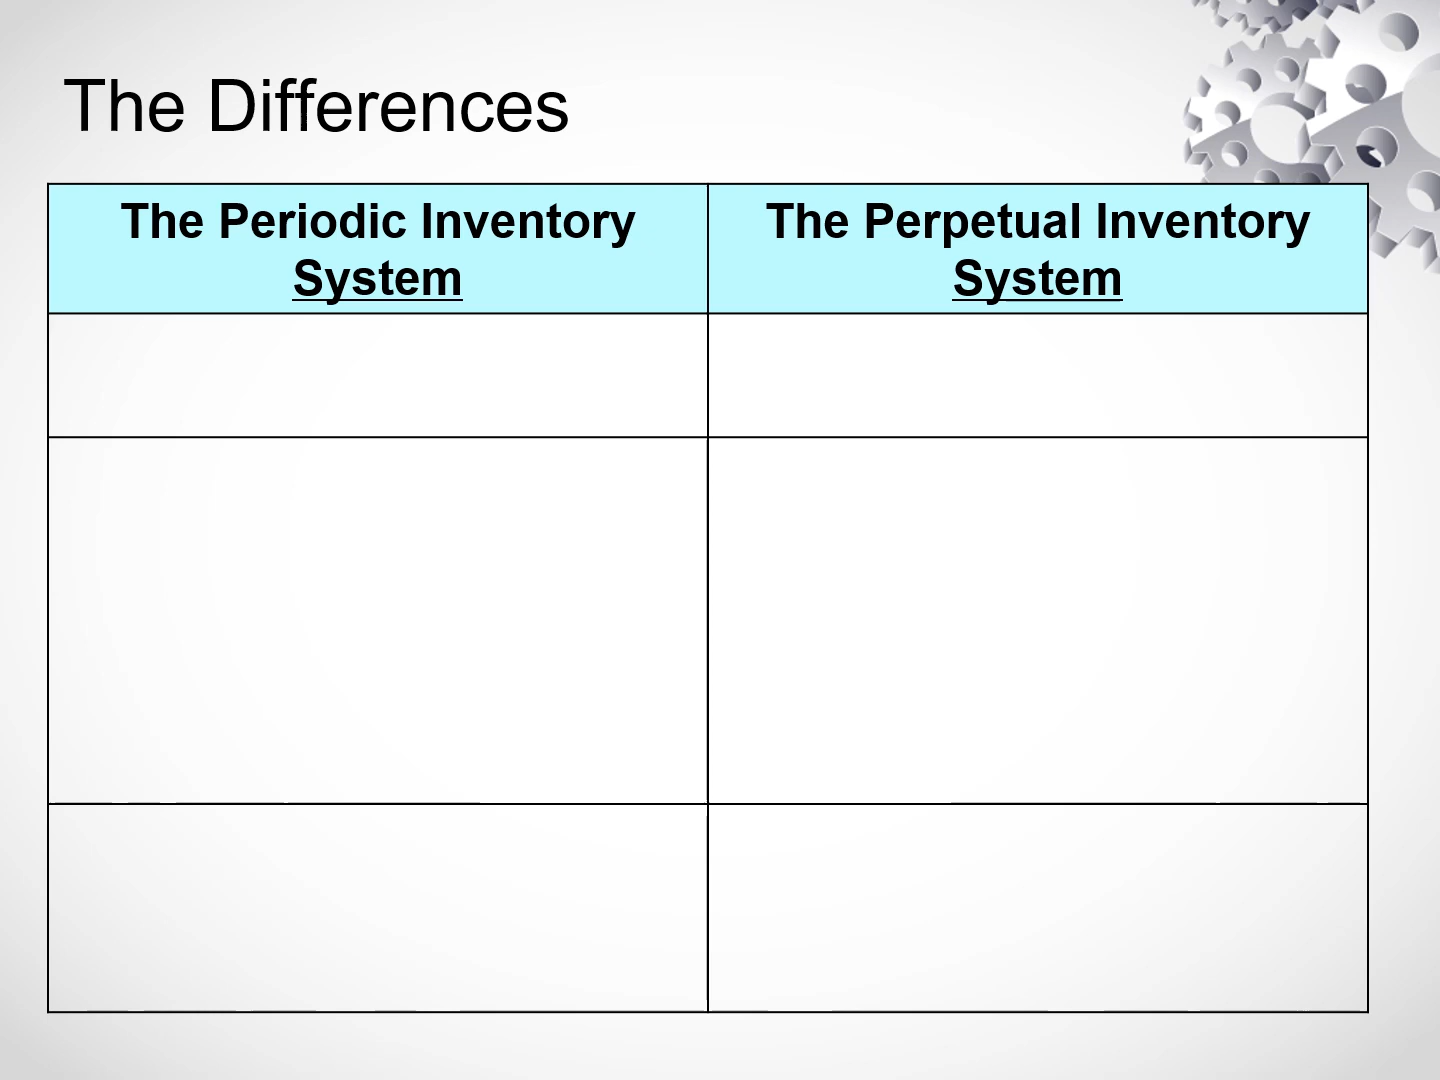 The Differences
The Periodic Inventory
System
The Perpetual Inventory
System